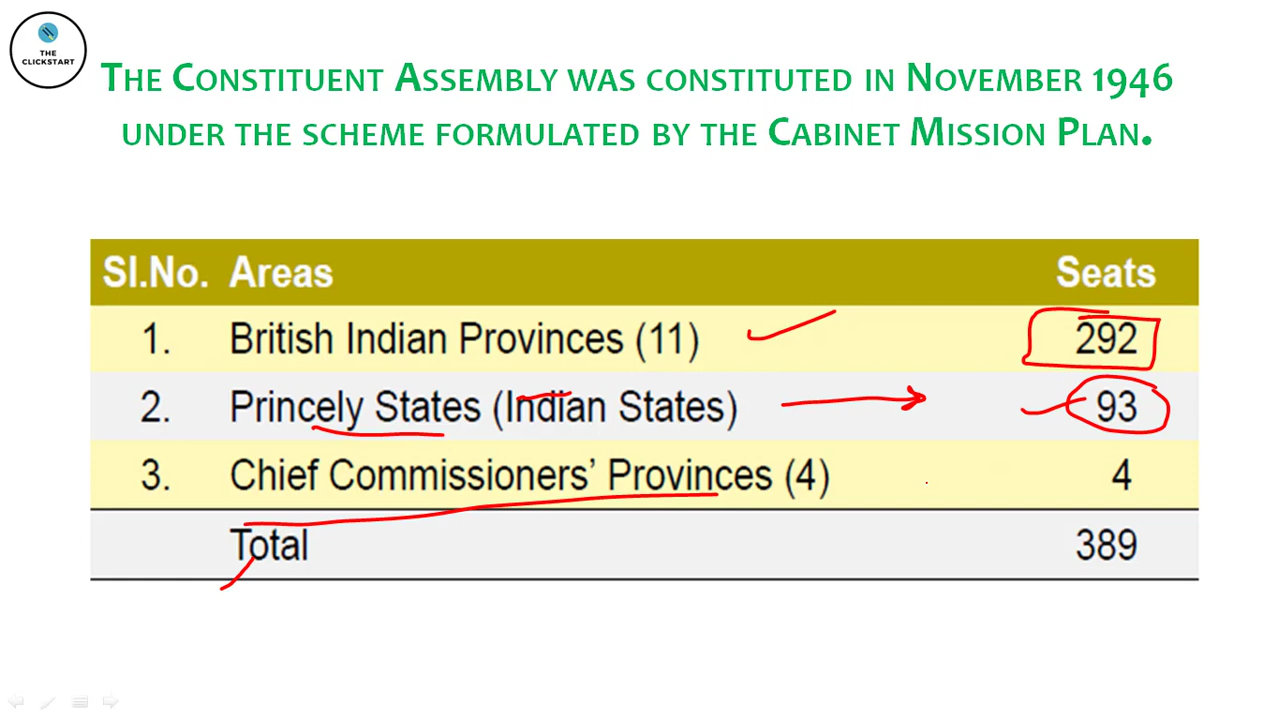 THE
CLICKSTART
THE CONSTITUENT ASSEMBLY WAS CONSTITUTED IN NOVEMBER 1946
UNDER THE SCHEME FORMULATED BY THE CABINET MISSION PLAN.
Sl.No. Areas Seats
1. British Indian Provinces (11) 292
2. Princely States (Indian States) 93
3. Chief Commissioners’ Provinces (4) 4
Total 389